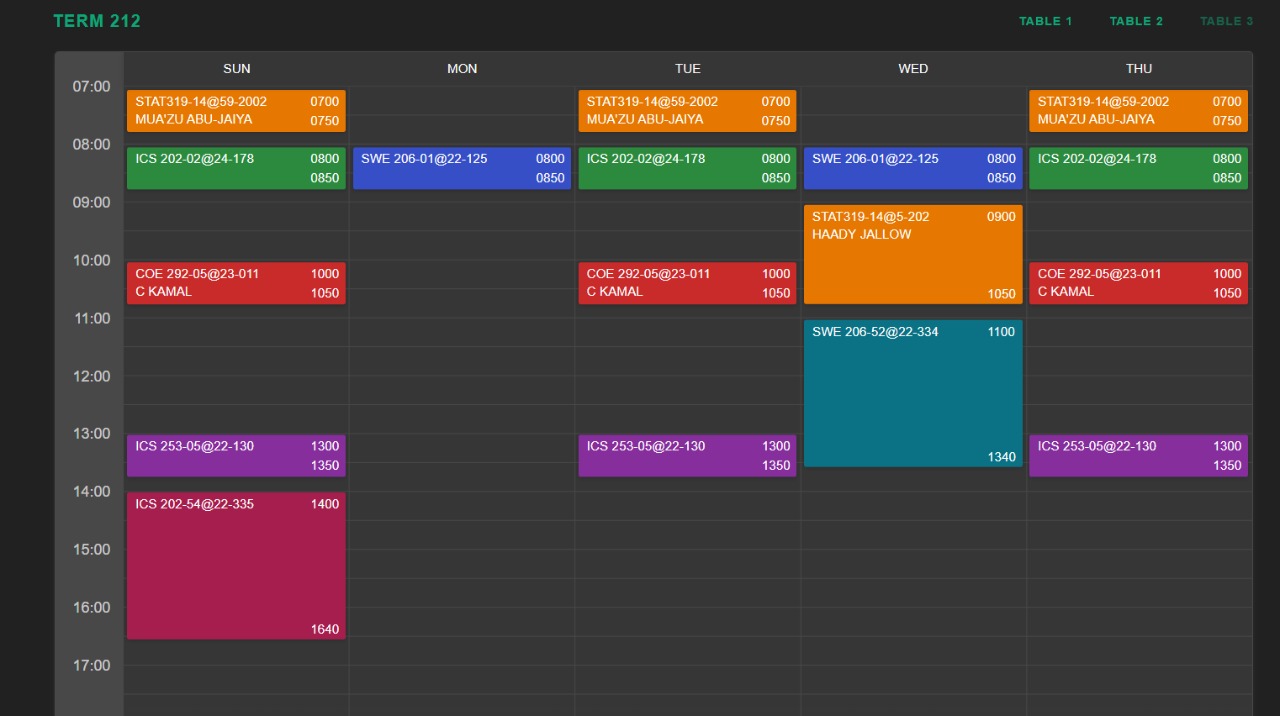 TERM 212
TABLE 1 TABLE 2 TABLE 3
SUN MON TUE WED THU
07:00
STAT319-14@59-2002 0700 STAT319-14@59-2002 0700 STAT319-14@59-2002 0700
MUA'ZU ABU-JAIYA 0750 MUA'ZU ABU-JAIYA 0750 MUA'ZU ABU-JAIYA 0750
08:00
ICS 202-02@24-178 0800 SWE 206-01@22-125 0800 ICS 202-02@24-178 0800 SWE 206-01@22-125 0800 ICS 202-02@24-178 0800
0850 0850 0850 0850 0850
09:00
STAT319-14@5-202 0900
HAADY JALLOW
10:00
COE 292-05@23-011 1000 COE 292-05@23-011 1000 COE 292-05@23-011 1000
C KAMAL 1050 C KAMAL 1050 1050 C KAMAL 1050
11:00
SWE 206-52@22-334 1100
12:00
13:00
ICS 253-05@22-130 1300 ICS 253-05@22-130 1300 ICS 253-05@22-130 1300
1340
1350 1350 1350
14:00
ICS 202-54@22-335 1400
15:00
16:00
1640
17:00